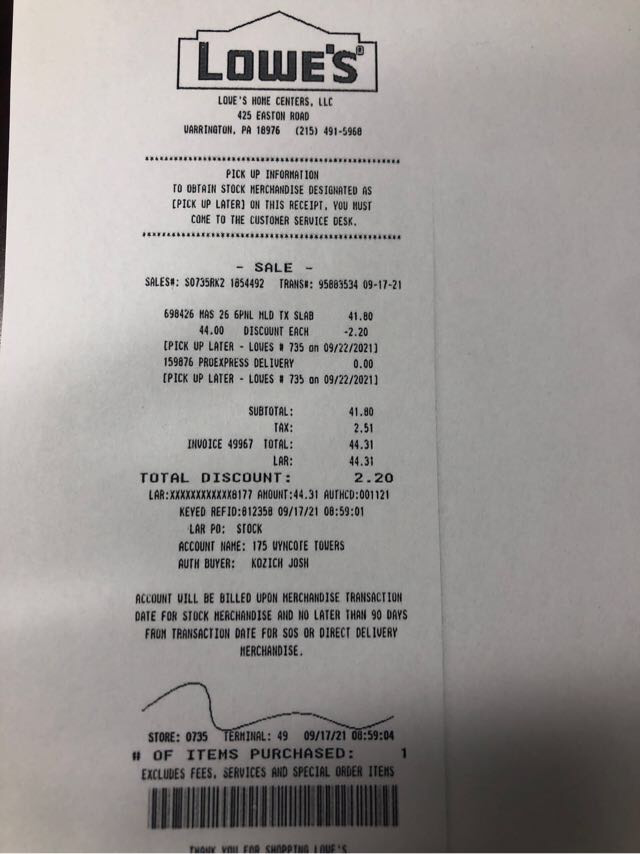 LOWE'S®
LOWE'S HOME CENTERS, LLC
425 EASTON ROAD
WARRINGTON, PA 18976 (215) 491-5968
PICK UP INFORMATION
TO OBTAIN STOCK MERCHANDISE DESIGNATED AS
[PICK UP LATER] ON THIS RECEIPT, YOU MUST
COME TO THE CUSTOMER SERVICE DESK.
- SALE -
SALES#: S0735RK2 1854492 TRANS#: 95883534 09-17-21
698426 MAS 26 6PNL MLD TX SLAB 41.80
44.00 DISCOUNT EACH -2.20
[PICK UP LATER - LOWES # 735 on 09/22/2021]
159876 PROEXPRESS DELIVERY 0.00
[PICK UP LATER - LOWES # 735 on 09/22/2021]
SUBTOTAL: 41.80
TAX: 2.51
INVOICE 49967 TOTAL: 44.31
LAR: 44.31
TOTAL DISCOUNT: 2.20
LAR:XXXXXXXXXXXX8177 AMOUNT:44.31 AUTHCD:001121
KEYED REFID:812358 09/17/21 08:59:01
LAR PO: STOCK
ACCOUNT NAME: 175 WYNCOTE TOWERS
AUTH BUYER: KOZICH JOSH
ACCOUNT WILL BE BILLED UPON MERCHANDISE TRANSACTION
DATE FOR STOCK MERCHANDISE AND NO LATER THAN 90 DAYS
FROM TRANSACTION DATE FOR SOS OR DIRECT DELIVERY
MERCHANDISE.
STORE: 0735 TERMINAL: 49 09/17/21 08:59:04
# OF ITEMS PURCHASED: 1
EXCLUDES FEES, SERVICES AND SPECIAL ORDER ITEMS
THANK YOU FOR SHOPPING LOWE'S